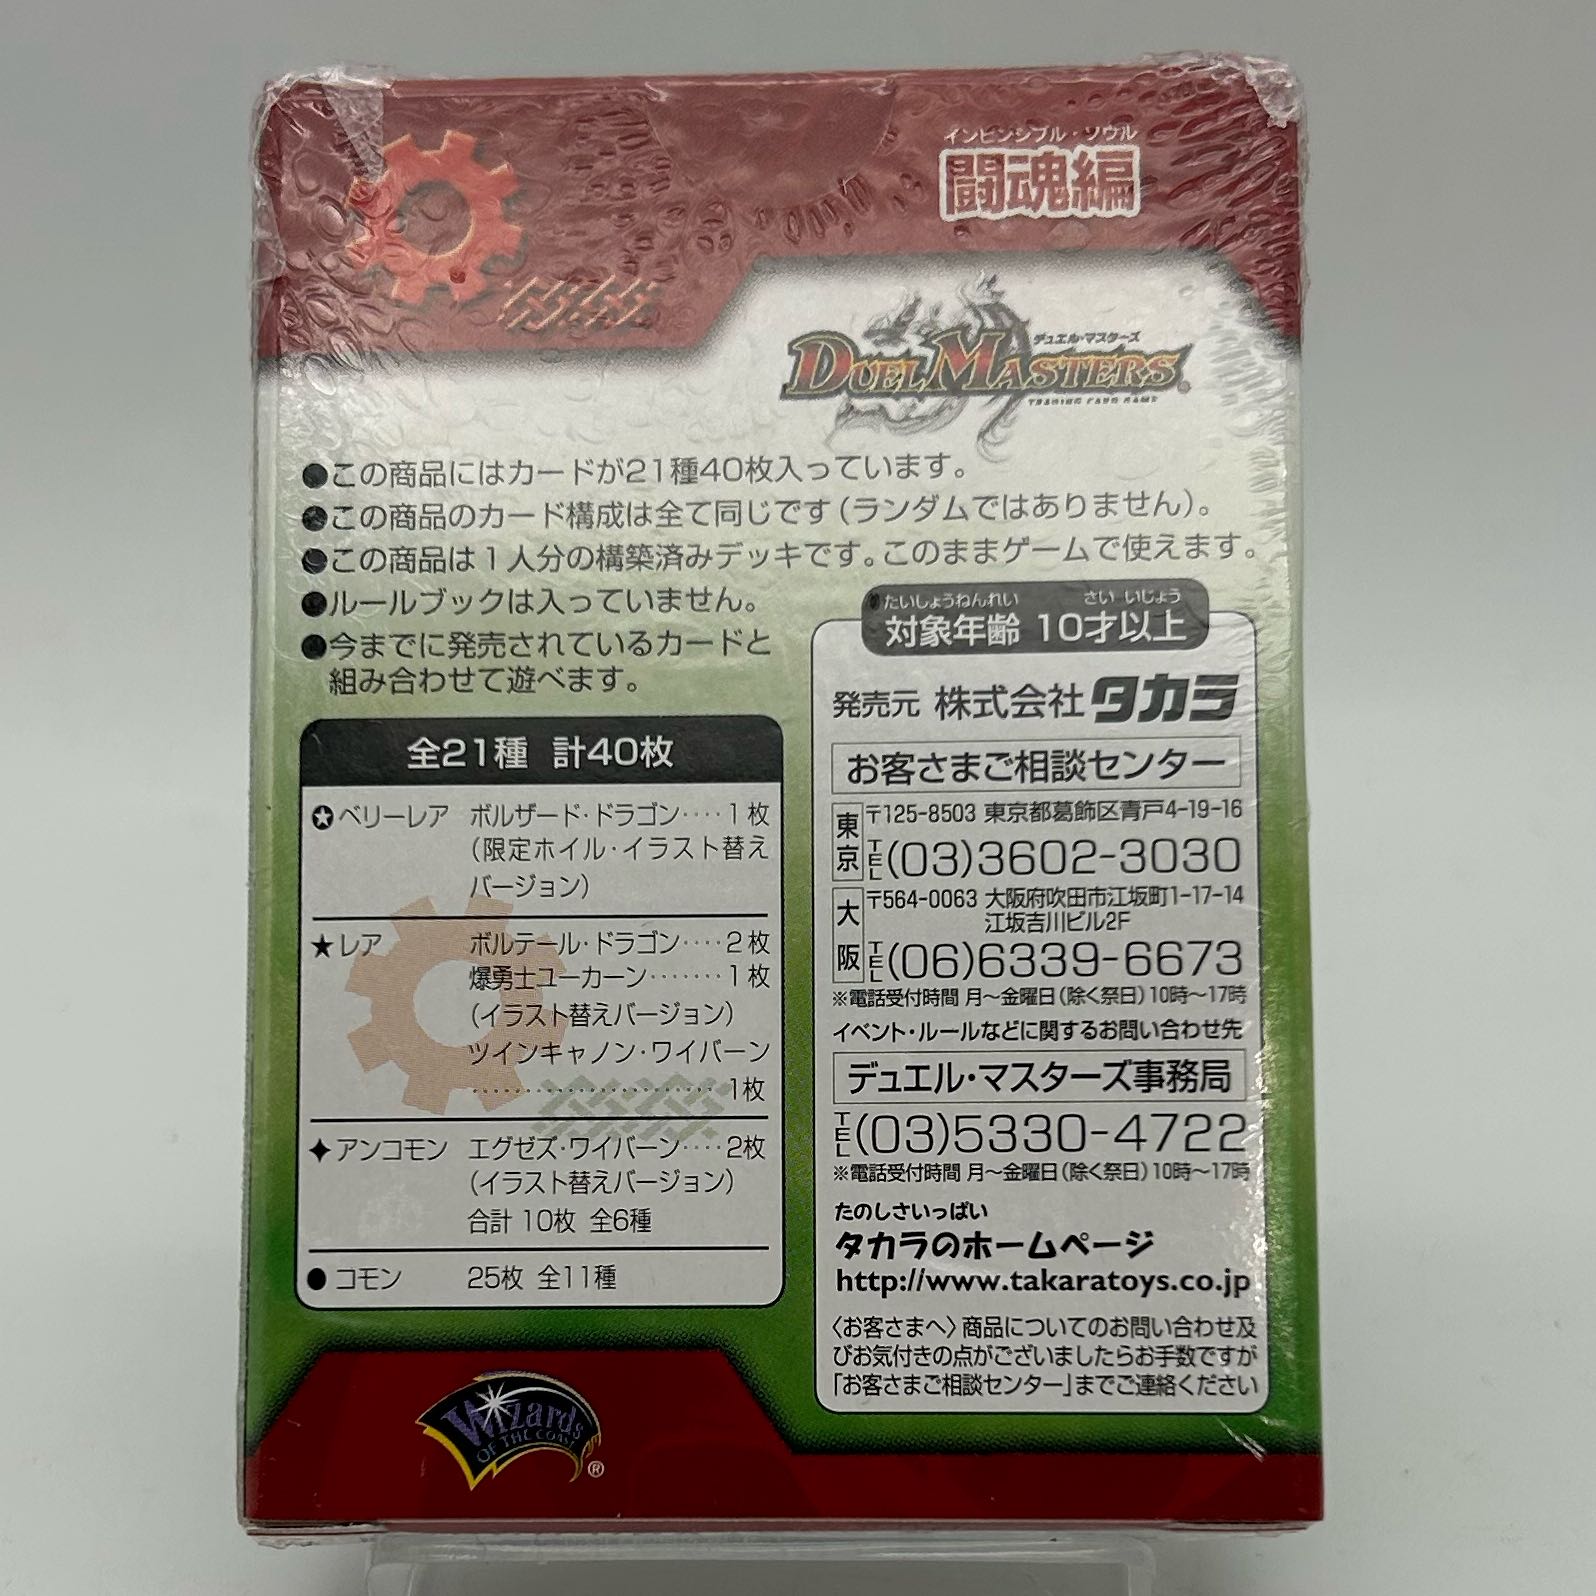 インビンシブル・ソウル
闘魂編
デュエル・マスターズ
DUEL MASTERS
TRADING CARD GAME
●この商品にはカードが21種40枚入っています。
●この商品のカード構成は全て同じです(ランダムではありません)。
●この商品は1人分の構築済みデッキです。このままゲームで使えます。
●ルールブックは入っていません。
●今までに発売されているカードと
組み合わせて遊べます。
全21種 計40枚
ベリーレア ボルザード・ドラゴン‥‥1枚
(限定ホイル・イラスト替え
バージョン)
★レア ボルテール・ドラゴン‥‥2枚
爆勇士ユーカーン‥‥‥1枚
(イラスト替えバージョン)
ツインキャノン・ワイバーン
‥‥‥‥‥‥‥‥‥‥1枚
アンコモン エグゼズ・ワイバーン‥‥2枚
(イラスト替えバージョン)
合計10枚 全6種
●コモン 25枚 全11種
たいしょうねんれい さい いじょう
対象年齢 10才以上
発売元 株式会社タカラ
お客さまご相談センター
東京 〒125-8503 東京都葛飾区青戸4-19-16
TEL(03)3602-3030
大阪 〒564-0063 大阪府吹田市江坂町1-17-14
江坂吉川ビル2F
TEL(06)6339-6673
※電話受付時間 月〜金曜日(除く祭日)10時〜17時
イベント・ルールなどに関するお問い合わせ先
デュエル・マスターズ事務局
TEL(03)5330-4722
※電話受付時間 月〜金曜日(除く祭日)10時〜17時
たのしさいっぱい
タカラのホームページ
http://www.takaratoys.co.jp
〈お客さまへ〉商品についてのお問い合わせ及
びお気付きの点がございましたらお手数ですが
「お客さまご相談センター」までご連絡ください
Wizards
OF THE COAST
®